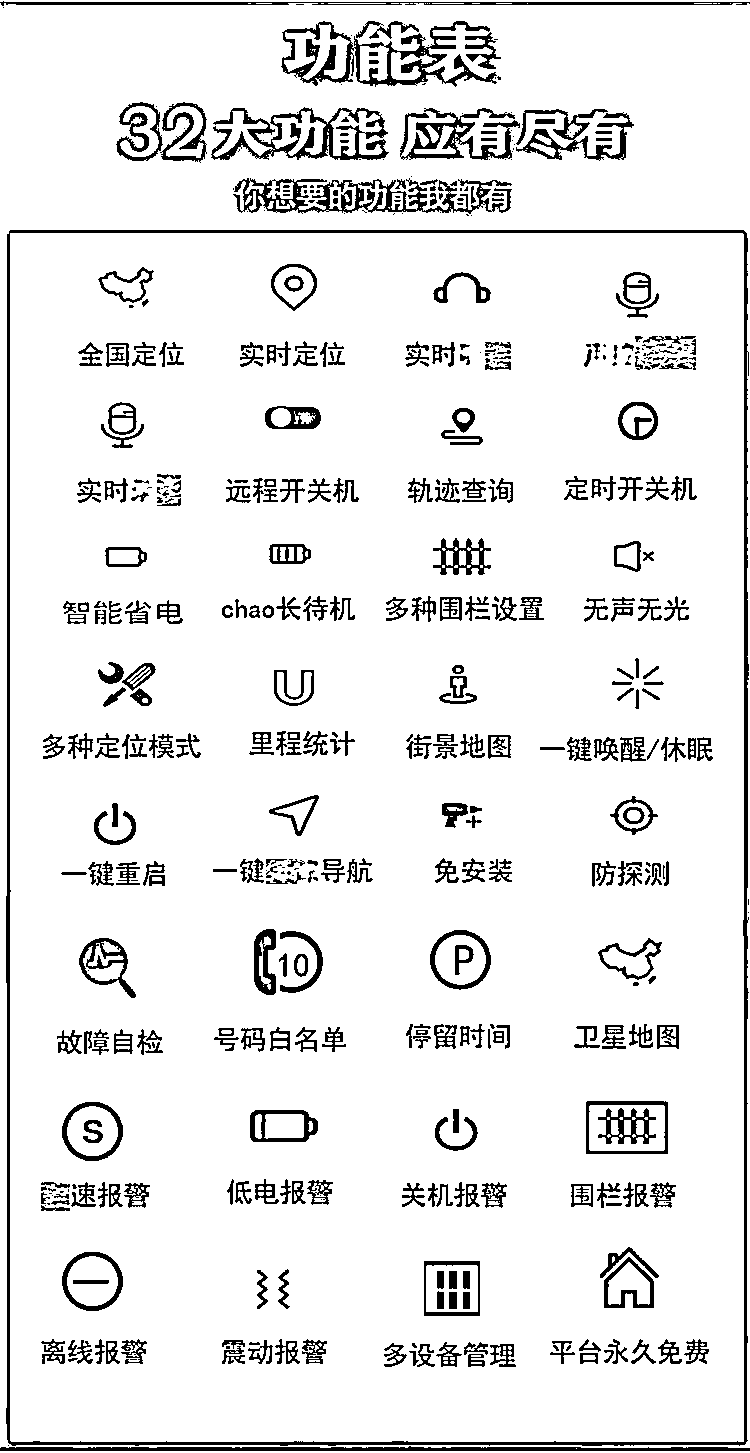 功能表
32大功能 应有尽有
你想要的功能我都有
全国定位 实时定位 实时
实时 远程开关机 轨迹查询 定时开关机
智能省电 chao长待机 多种围栏设置 无声无光
多种定位模式 里程统计 街景地图 一键唤醒/休眠
一键重启 一键导航 免安装 防探测
10 P
故障自检 号码白名单 停留时间 卫星地图
S
速报警 低电报警 关机报警 围栏报警
离线报警 震动报警 多设备管理 平台永久免费